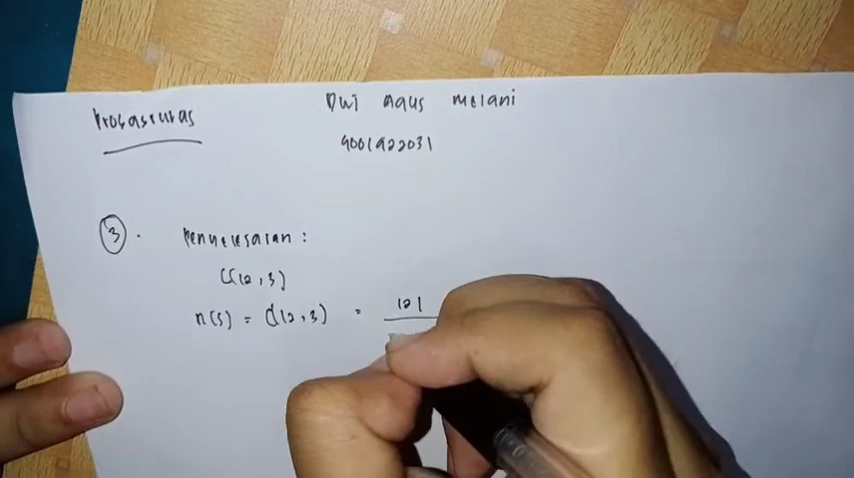 Probabilitas
Dwi Agus Melani
4001922031
3.
Penyelesaian :
C(12,3)
n(s) = C(12,3) = 12!